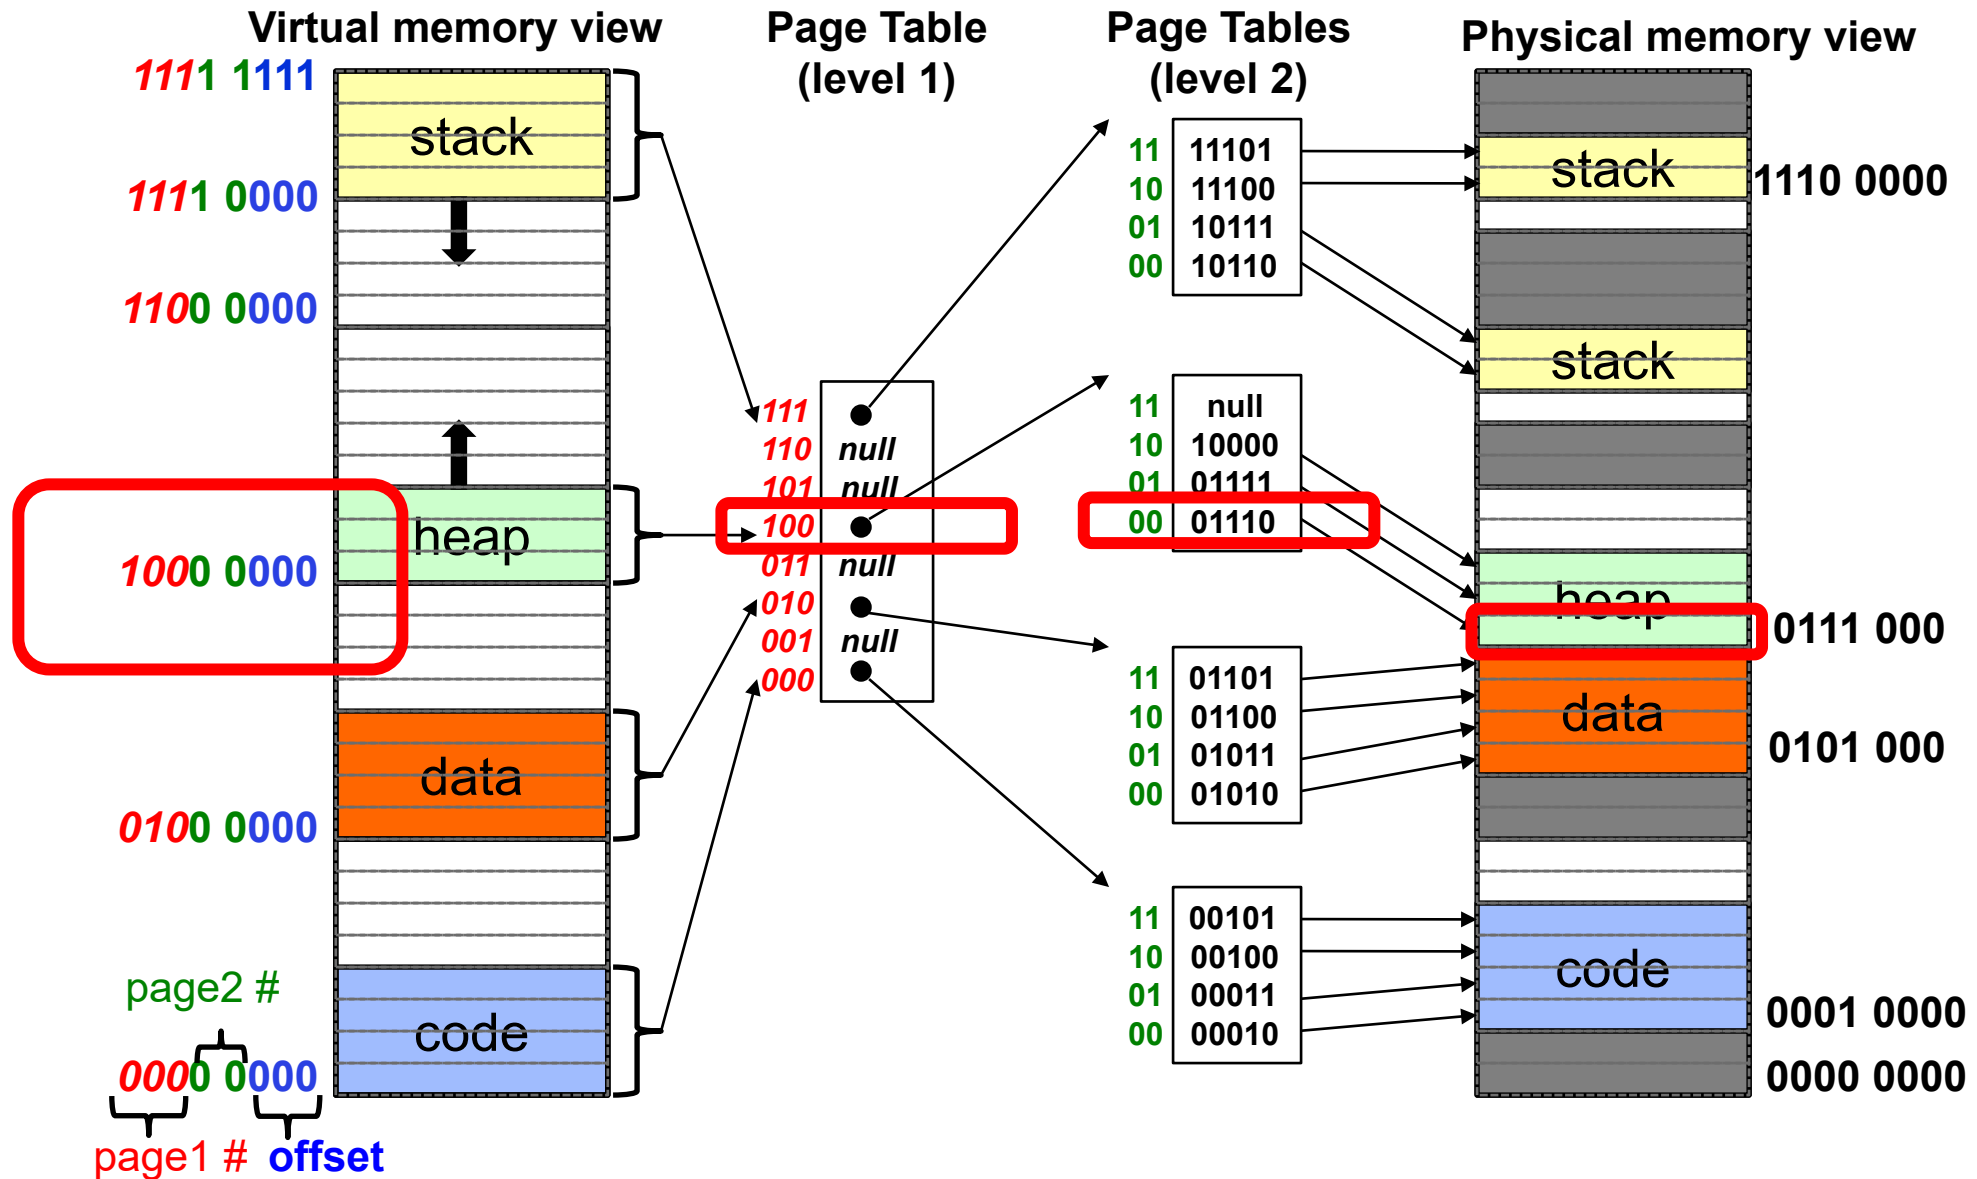 Virtual memory view
1111 1111
stack
1111 0000
1100 0000
heap
1000 0000
data
0100 0000
page2 #
code
0000 0000
page1 # offset
Page Table
(level 1)
111
110 null
101 null
100
011 null
010
001 null
000
Page Tables
(level 2)
11 11101
10 11100
01 10111
00 10110
11 null
10 10000
01 01111
00 01110
11 01101
10 01100
01 01011
00 01010
11 00101
10 00100
01 00011
00 00010
Physical memory view
stack
1110 0000
stack
heap
0111 000
data
0101 000
code
0001 0000
0000 0000